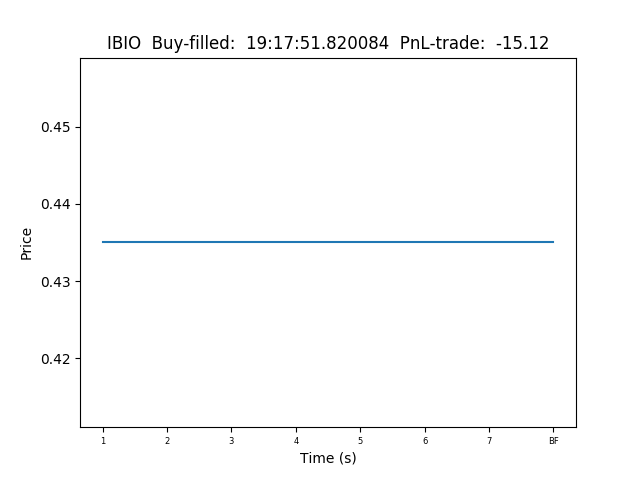 IBIO  Buy-filled:  19:17:51.820084  PnL-trade:  -15.12
0.45
0.44
0.43
0.42
Price
1 2 3 4 5 6 7 BF
Time (s)